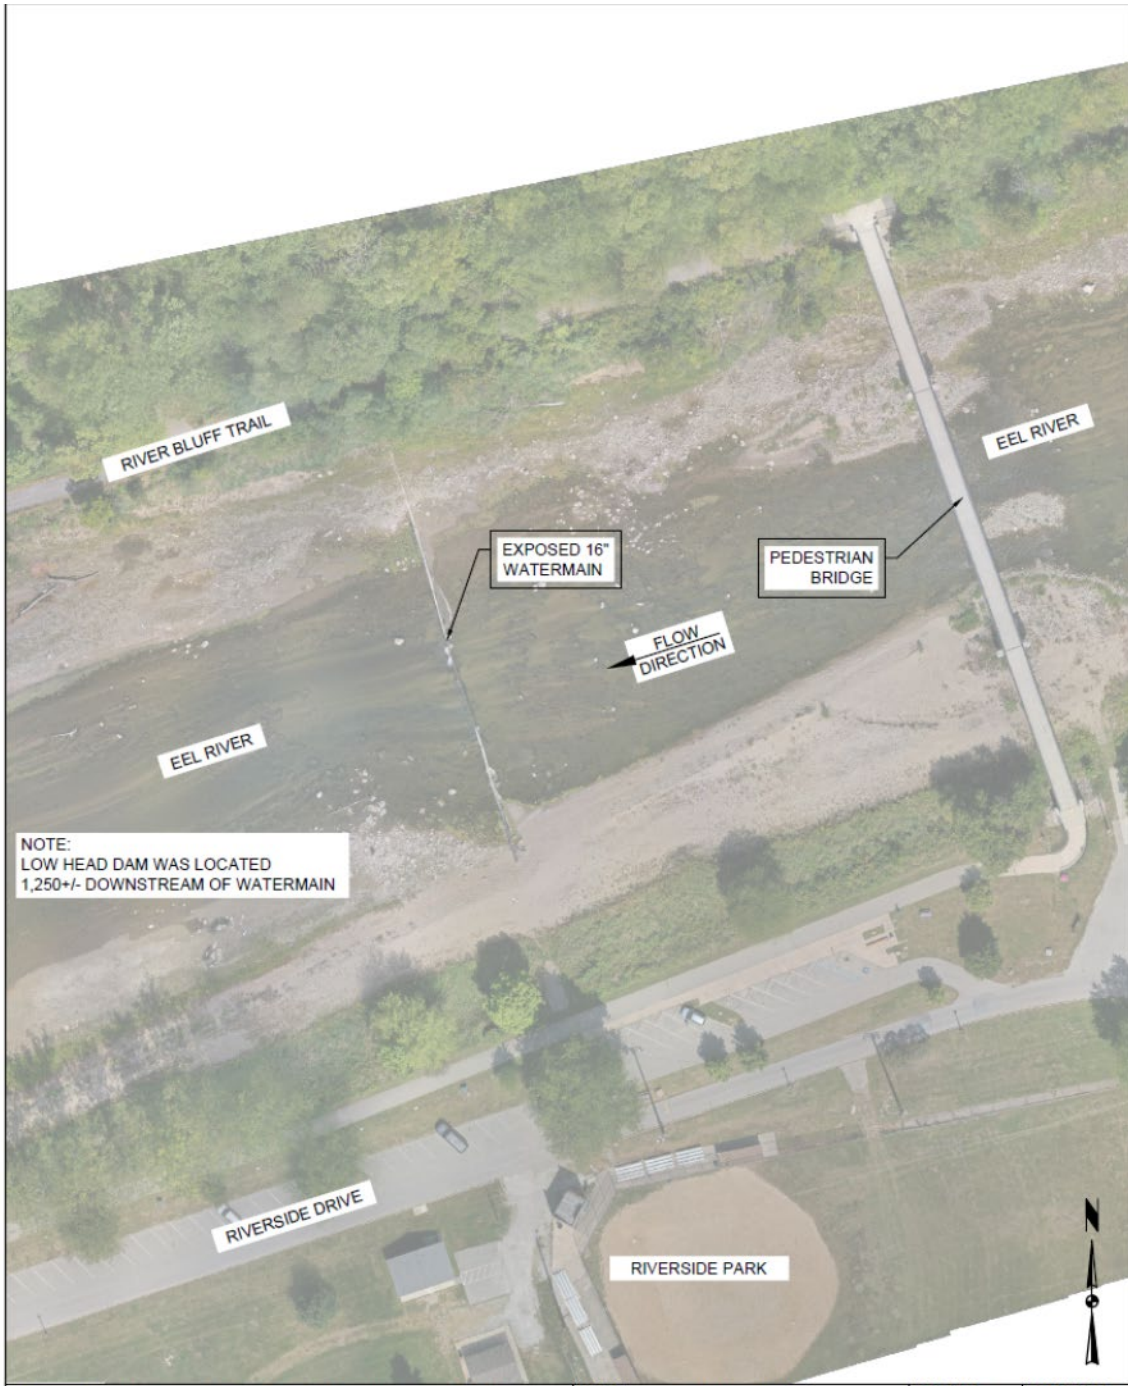 RIVER BLUFF TRAIL
EEL RIVER
EXPOSED 16"
WATERMAIN
PEDESTRIAN
BRIDGE
FLOW
DIRECTION
EEL RIVER
NOTE:
LOW HEAD DAM WAS LOCATED
1,250+/- DOWNSTREAM OF WATERMAIN
RIVERSIDE DRIVE
RIVERSIDE PARK
N